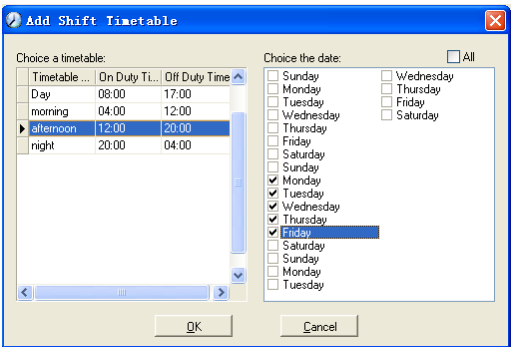 Add Shift Timetable
Choice a timetable:
Timetable ... On Duty Ti... Off Duty Time
Day 08:00 17:00
morning 04:00 12:00
afternoon 12:00 20:00
night 20:00 04:00
Choice the date:
All
Sunday
Monday
Tuesday
Wednesday
Thursday
Friday
Saturday
Sunday
Monday
Tuesday
Wednesday
Thursday
Friday
Saturday
Sunday
Monday
Tuesday
Wednesday
Thursday
Friday
Saturday
OK
Cancel